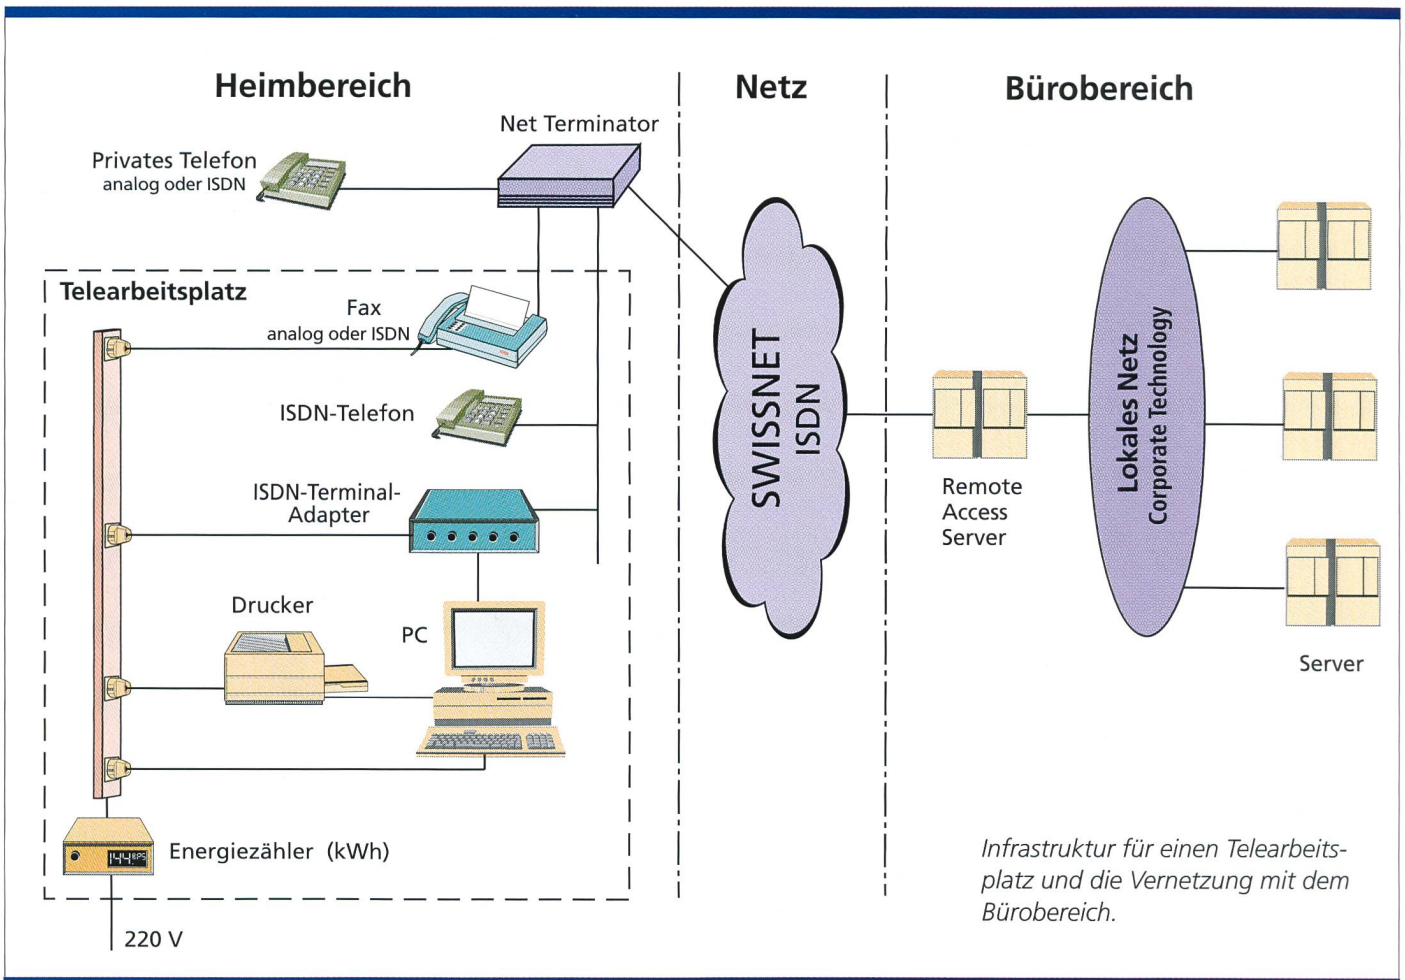 Heimbereich
Netz
Bürobereich
Net Terminator
Privates Telefon
analog oder ISDN
Telearbeitsplatz
Fax
analog oder ISDN
ISDN-Telefon
ISDN-Terminal-
Adapter
Drucker
PC
Energiezähler (kWh)
144.
220 V
SWISSNET
ISDN
Remote
Access
Server
Lokales Netz
Corporate Technology
Server
Infrastruktur für einen Telearbeits-
platz und die Vernetzung mit dem
Bürobereich.